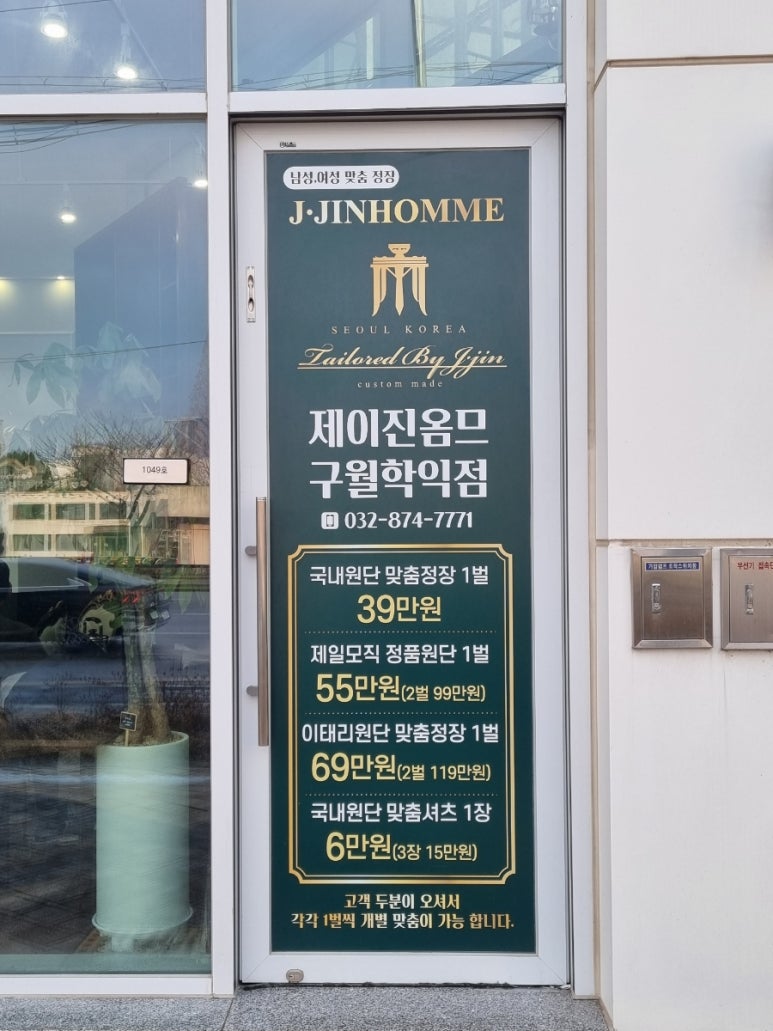 남성.여성 맞춤 정장
J·JINHOMME
SEOUL KOREA
Tailored By J·jin
custom made
제이진옴므
구월학익점
032-874-7771
국내원단 맞춤정장 1벌
39만원
제일모직 정품원단 1벌
55만원(2벌 99만원)
이태리원단 맞춤정장 1벌
69만원(2벌 119만원)
국내원단 맞춤셔츠 1장
6만원(3장 15만원)
고객 두분이 오셔서
각각 1벌씩 개별 맞춤이 가능 합니다.
1049호